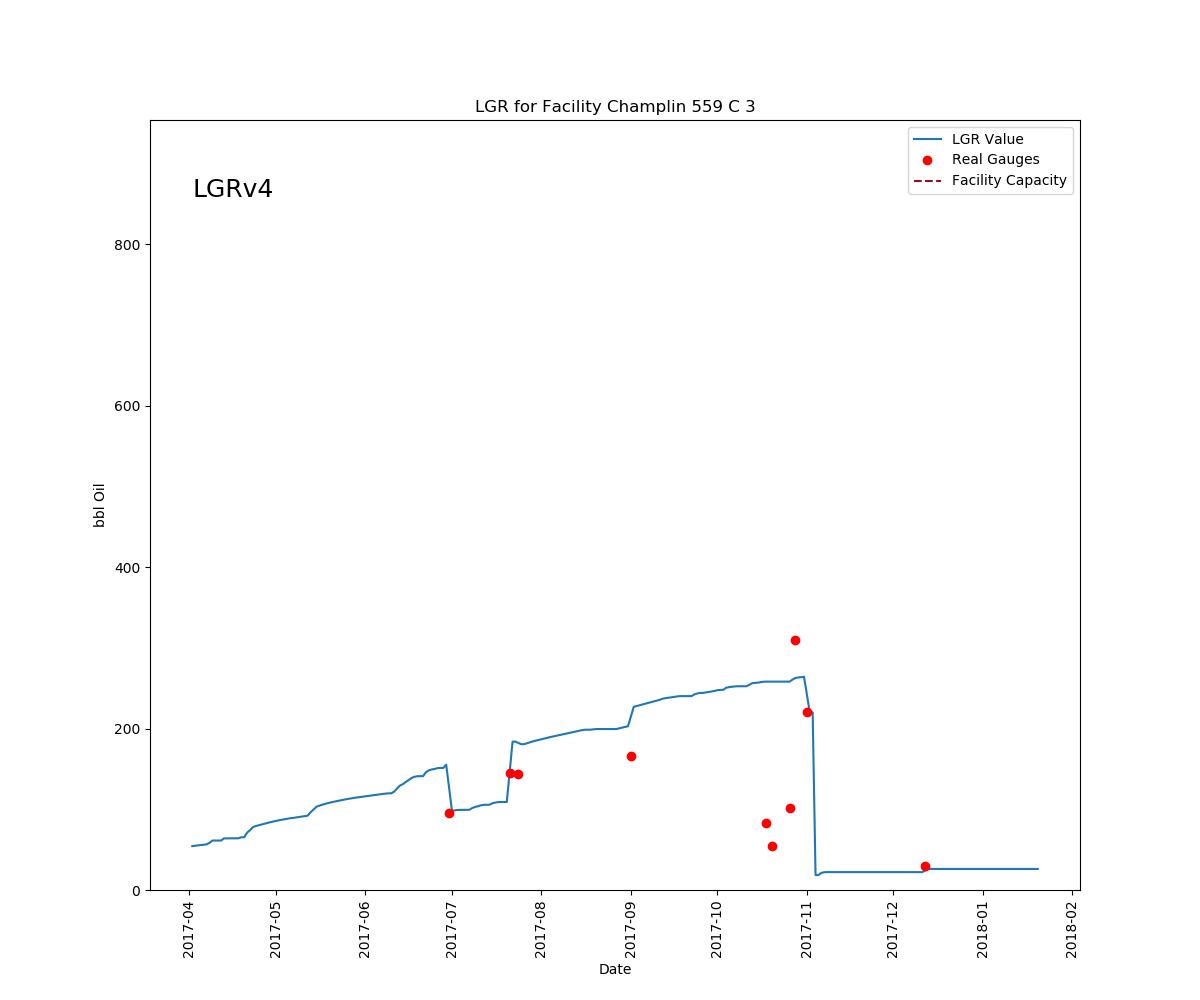 LGR for Facility Champlin 559 C 3
LGRv4
LGR Value
Real Gauges
Facility Capacity
800
600
400
200
0
bbl Oil
2017-04
2017-05
2017-06
2017-07
2017-08
2017-09
2017-10
2017-11
2017-12
2018-01
2018-02
Date